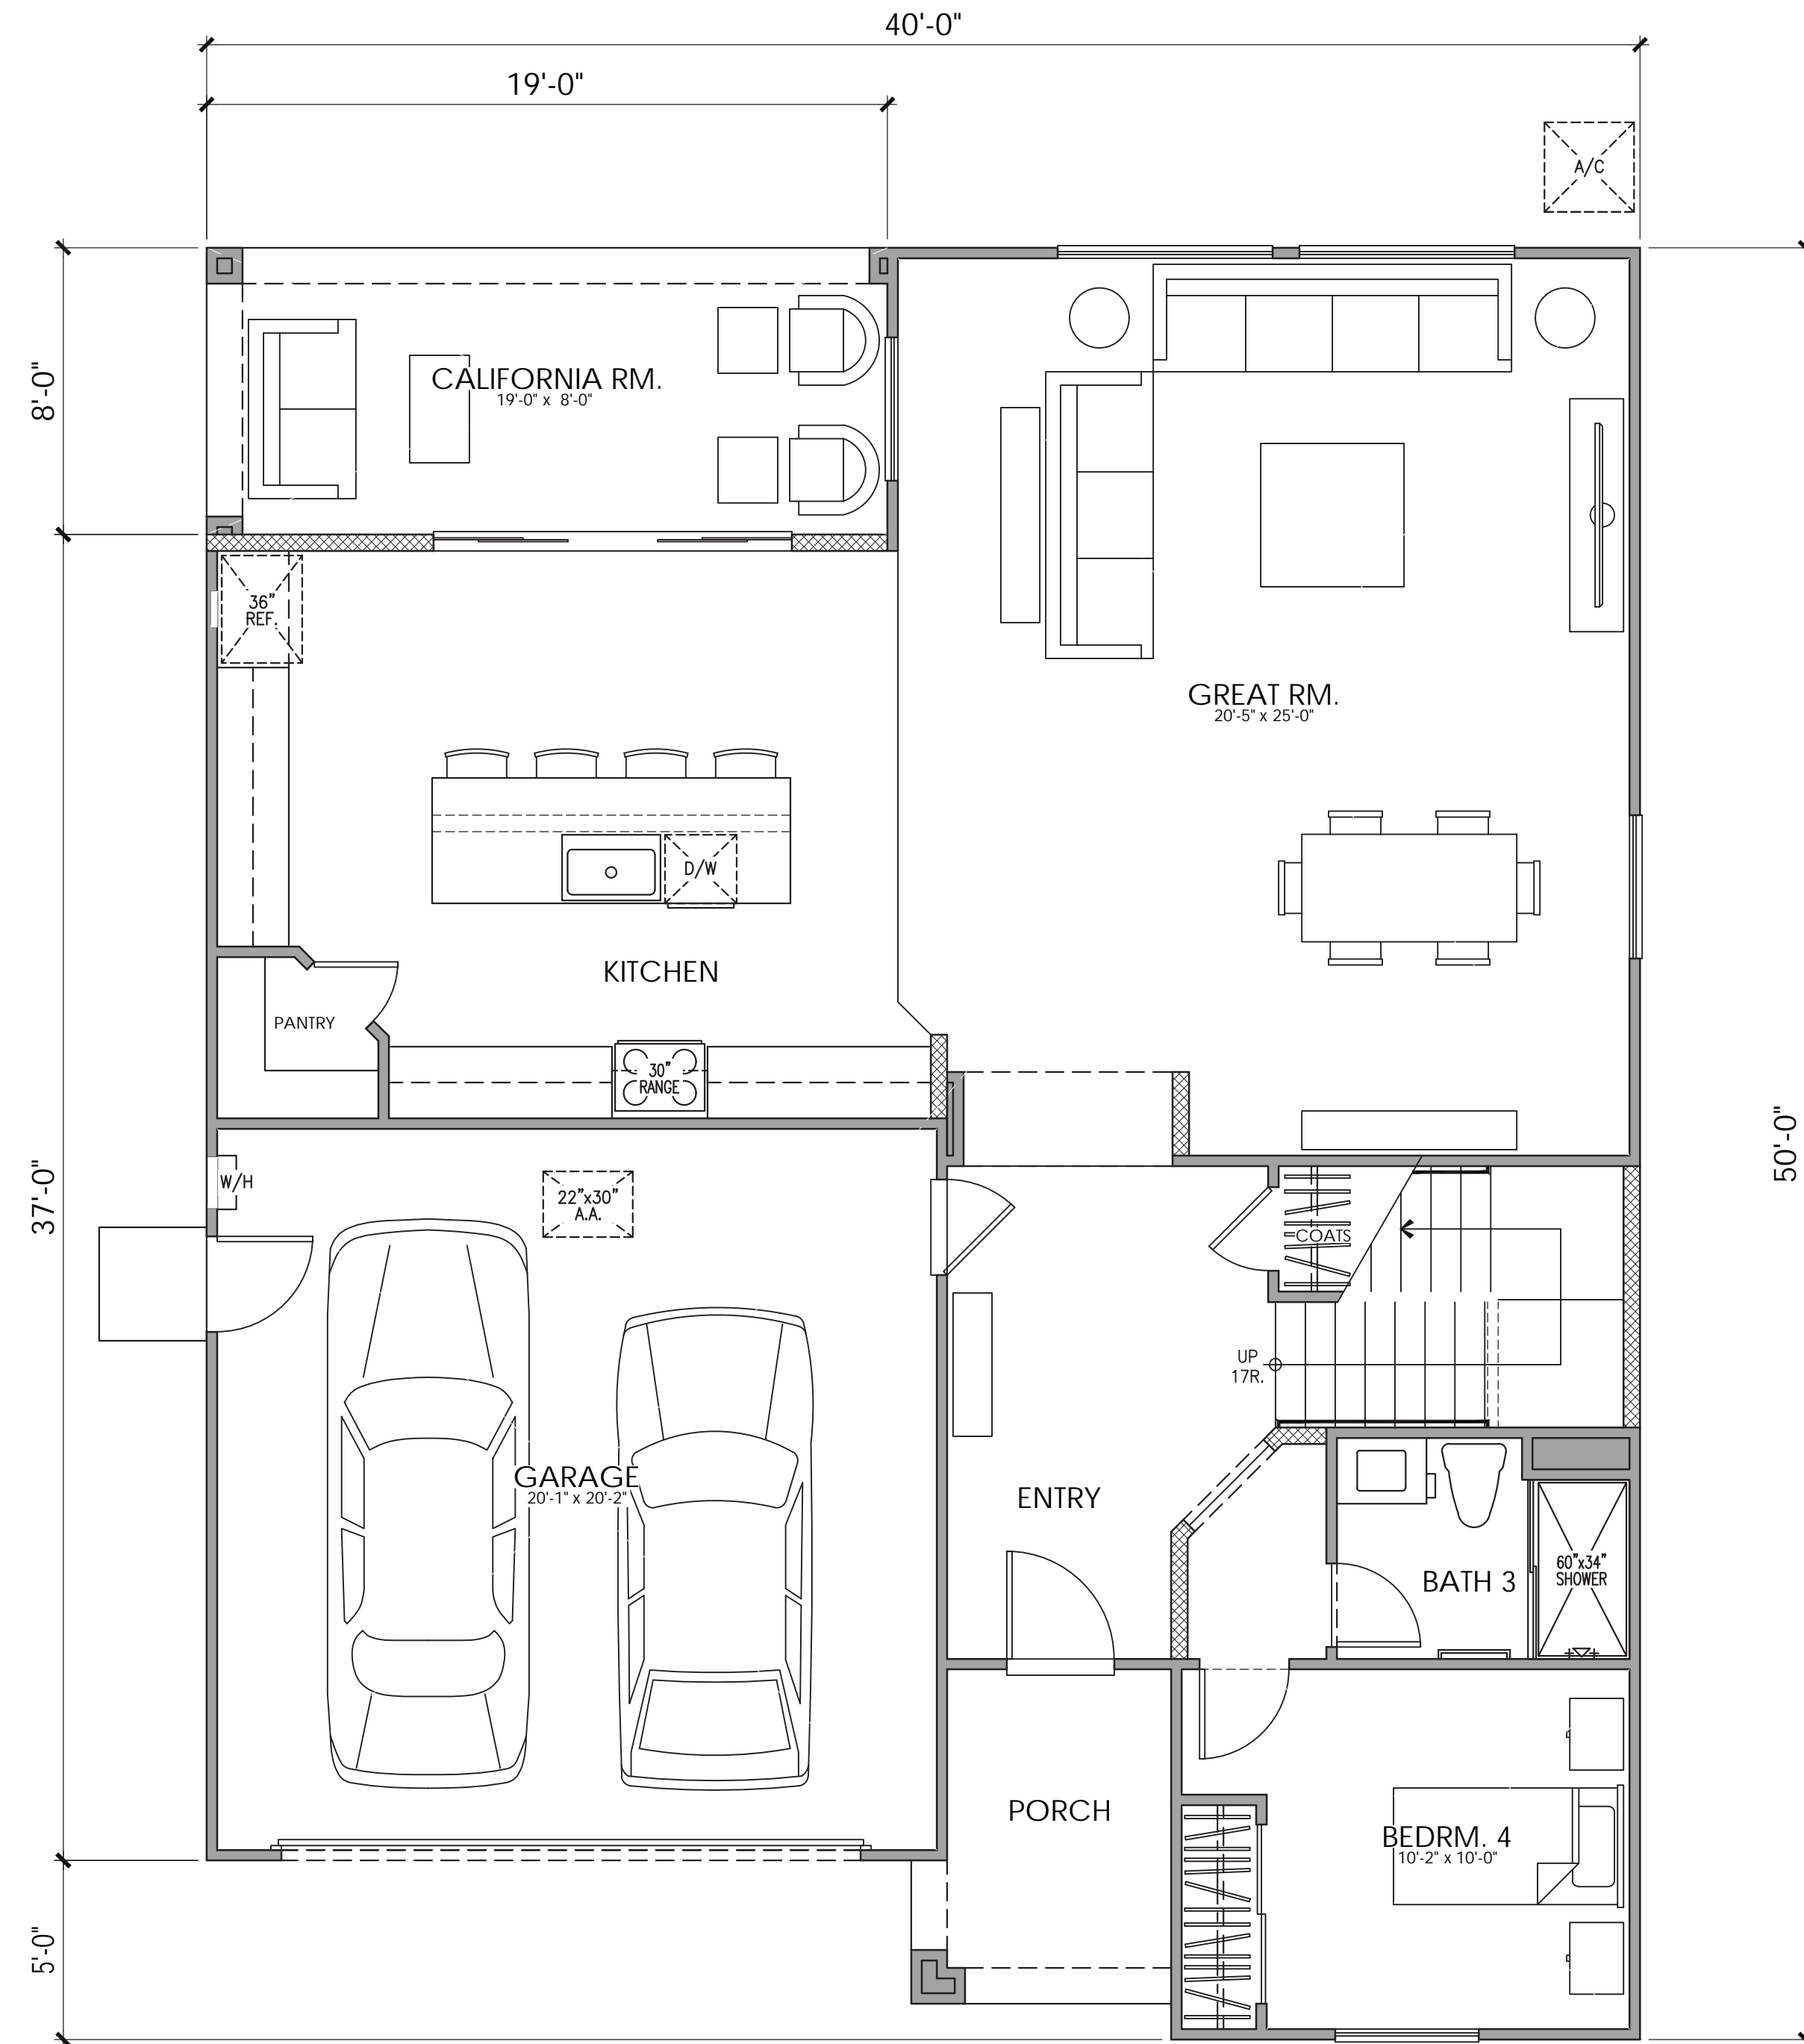 40'-0"
19'-0"
A/C
8'-0"
CALIFORNIA RM.
19'-0" x 8'-0"
36”
REF.
GREAT RM.
20'-5" x 25'-0"
D/W
KITCHEN
PANTRY
30”
RANGE
37'-0"
50'-0"
W/H
22”x30”
A.A.
COATS
UP
17R.
GARAGE
20'-1" x 20'-2"
ENTRY
BATH 3
60”x34”
SHOWER
PORCH
BEDRM. 4
10'-2" x 10'-0"
5'-0"